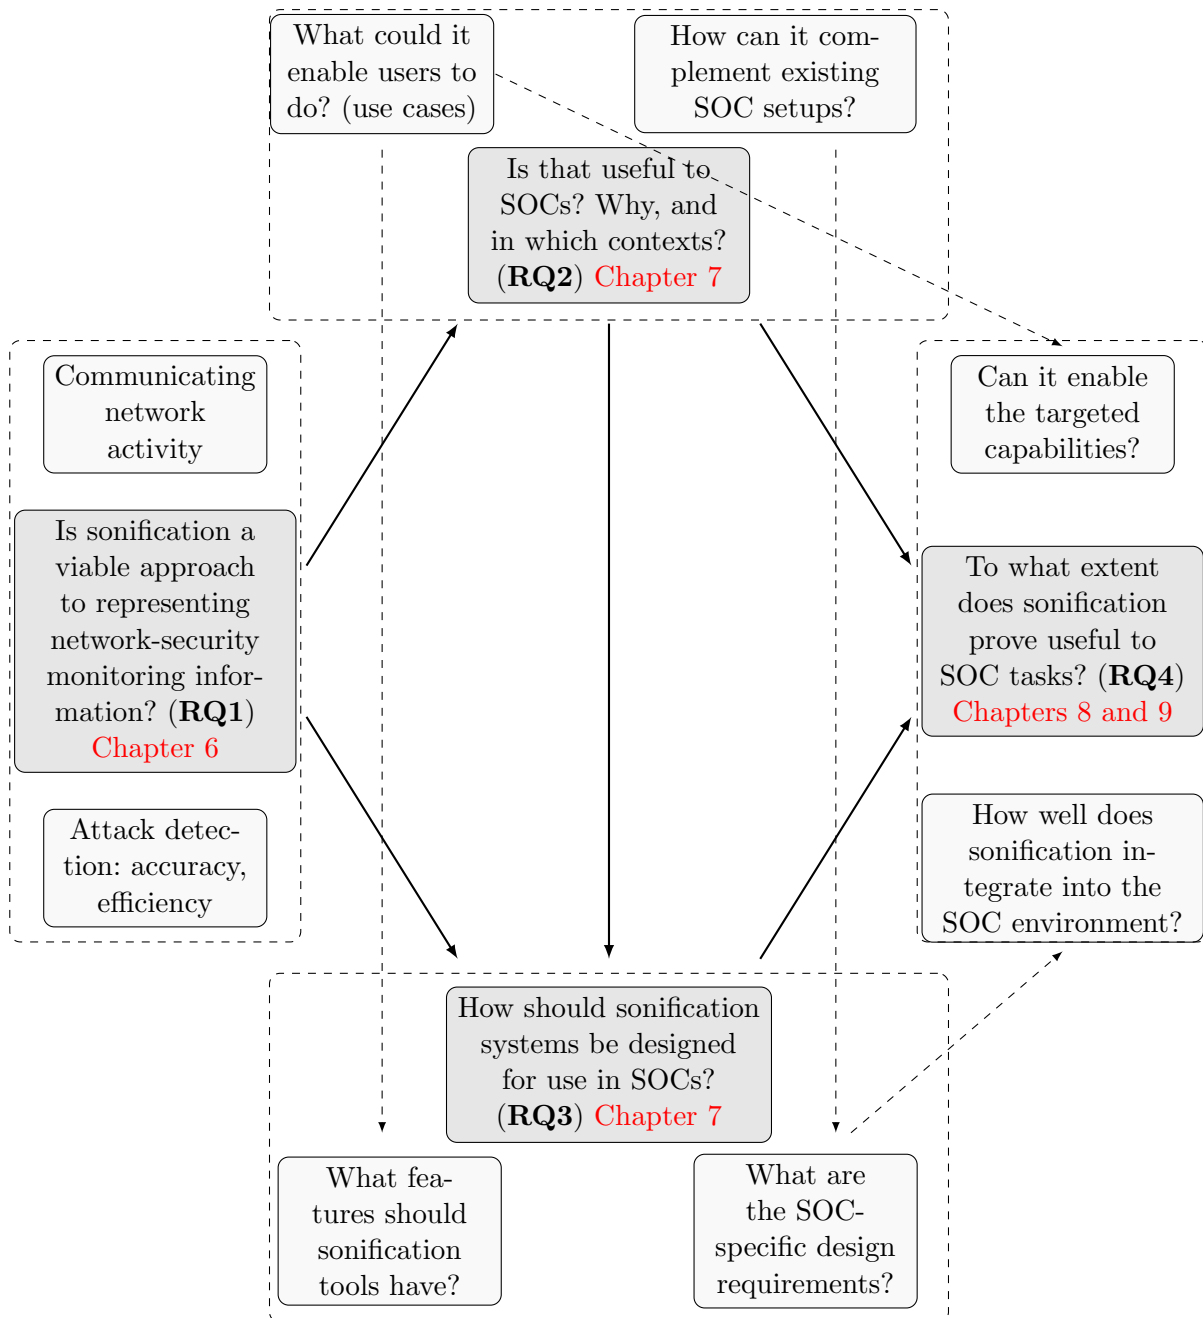 What could it
enable users to
do? (use cases)
How can it com-
plement existing
SOC setups?
Is that useful to
SOCs? Why, and
in which contexts?
(RQ2) Chapter 7
Communicating
network
activity
Is sonification a
viable approach
to representing
network-security
monitoring infor-
mation? (RQ1)
Chapter 6
Attack detec-
tion: accuracy,
efficiency
Can it enable
the targeted
capabilities?
To what extent
does sonification
prove useful to
SOC tasks? (RQ4)
Chapters 8 and 9
How well does
sonification in-
tegrate into the
SOC environment?
How should sonification
systems be designed
for use in SOCs?
(RQ3) Chapter 7
What fea-
tures should
sonification
tools have?
What are
the SOC-
specific design
requirements?